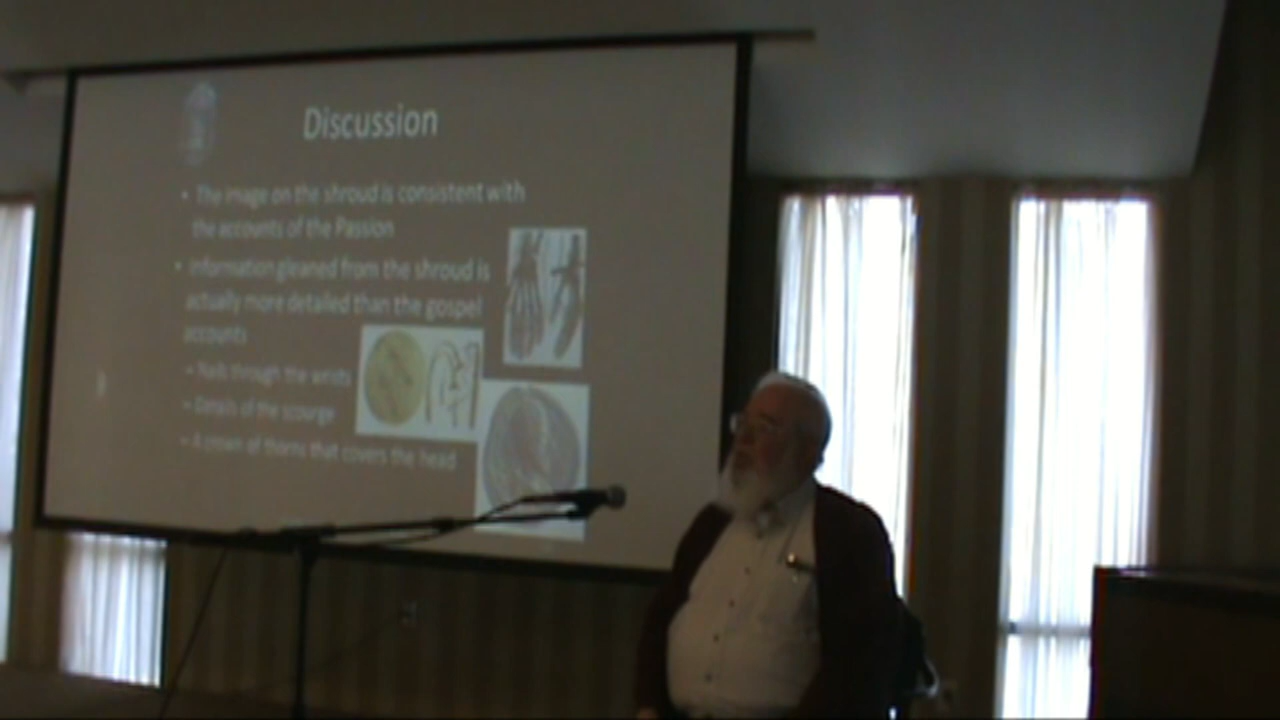 Discussion
• The image on the shroud is consistent with
the accounts of the Passion
• Information gleaned from the shroud is
actually more detailed than the gospel
accounts
– Nails through the wrists
– Details of the scourge
– A crown of thorns that covers the head